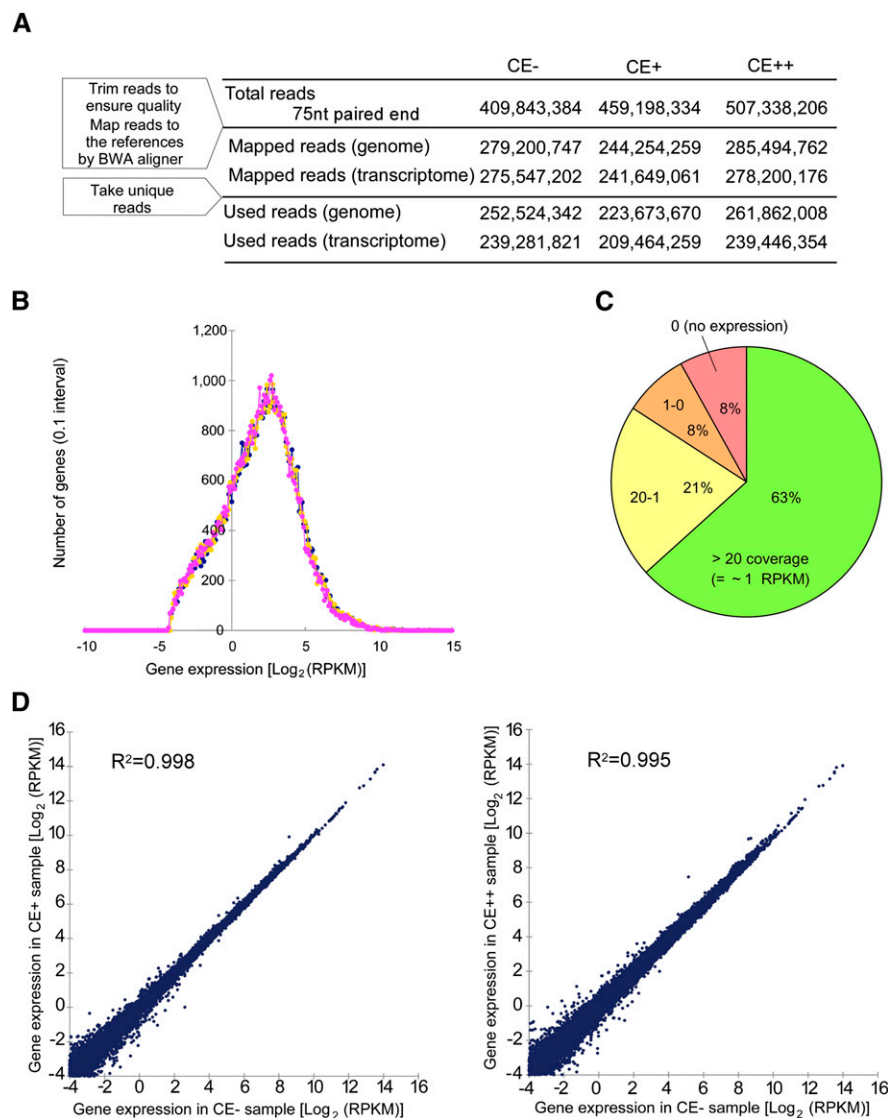 A
CE- CE+ CE++
Trim reads to
ensure quality
Map reads to
the references
by BWA aligner
Total reads
75nt paired end 409,843,384 459,198,334 507,338,206
Mapped reads (genome) 279,200,747 244,254,259 285,494,762
Mapped reads (transcriptome) 275,547,202 241,649,061 278,200,176
Take unique
reads
Used reads (genome) 252,524,342 223,673,670 261,862,008
Used reads (transcriptome) 239,281,821 209,464,259 239,446,354
B
Number of genes (0.1 interval)
1,200
1,000
800
600
400
200
0
-10 -5 0 5 10 15
Gene expression [Log₂(RPKM)]
C
0 (no expression)
1-0
8%
8%
20-1
21%
63%
> 20 coverage
(= ~ 1 RPKM)
D
Gene expression in CE+ sample [Log₂ (RPKM)]
16
14
12
10
8
6
4
2
0
-2
-4
R²=0.998
-4 -2 0 2 4 6 8 10 12 14 16
Gene expression in CE- sample [Log₂ (RPKM)]
Gene expression in CE++ sample [Log₂ (RPKM)]
16
14
12
10
8
6
4
2
0
-2
-4
R²=0.995
-4 -2 0 2 4 6 8 10 12 14 16
Gene expression in CE- sample [Log₂ (RPKM)]